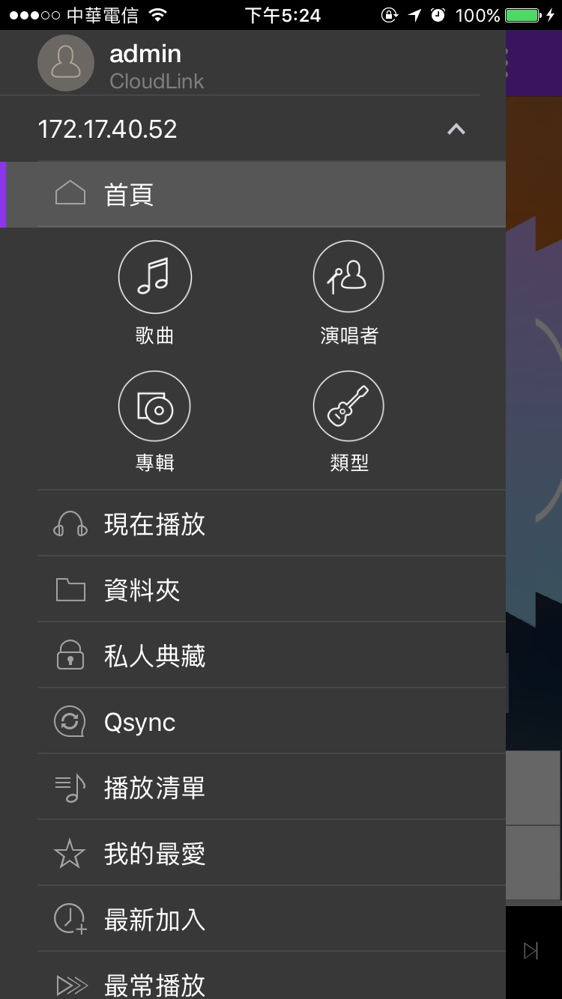 中華電信 下午5:24 100%
admin
CloudLink
172.17.40.52
首頁
歌曲 演唱者
專輯 類型
現在播放
資料夾
私人典藏
Qsync
播放清單
我的最愛
最新加入
最常播放